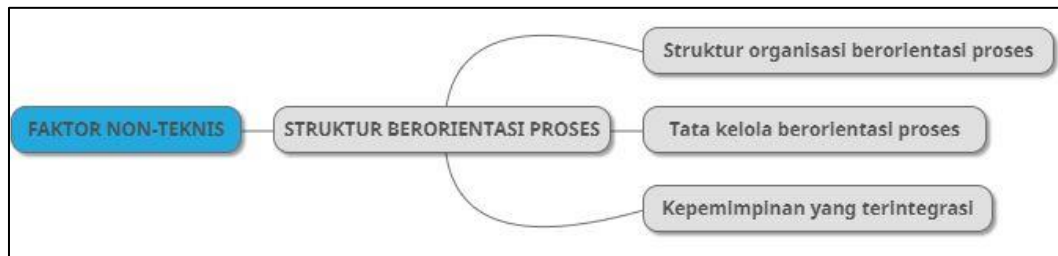 FAKTOR NON-TEKNIS
STRUKTUR BERORIENTASI PROSES
Struktur organisasi berorientasi proses
Tata kelola berorientasi proses
Kepemimpinan yang terintegrasi